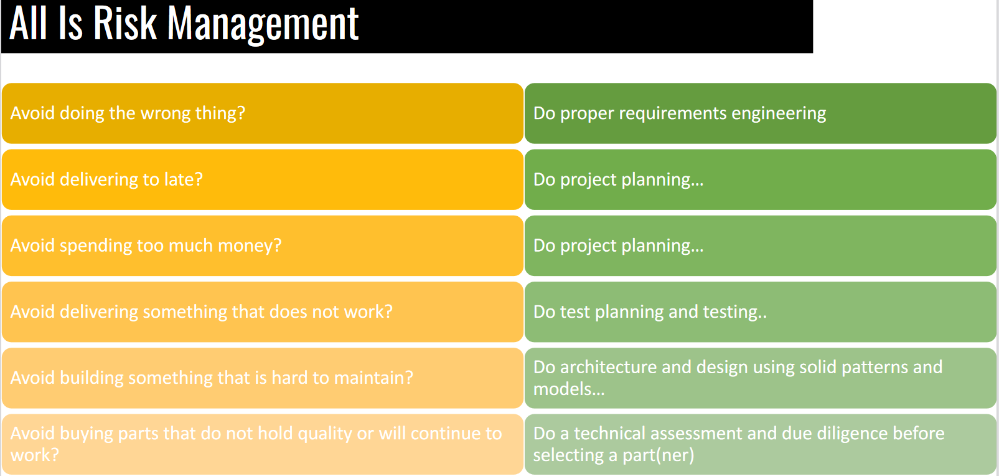 All Is Risk Management
Avoid doing the wrong thing?
Do proper requirements engineering
Avoid delivering to late?
Do project planning...
Avoid spending too much money?
Do project planning...
Avoid delivering something that does not work?
Do test planning and testing..
Avoid building something that is hard to maintain?
Do architecture and design using solid patterns and
models...
Avoid buying parts that do not hold quality or will continue to
work?
Do a technical assessment and due diligence before
selecting a part(ner)